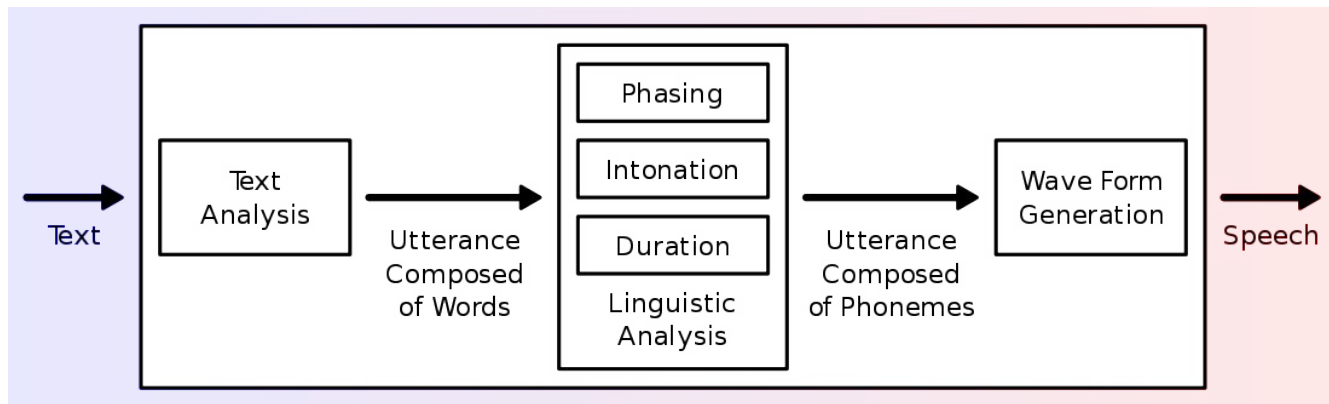 Text
Text
Analysis
Utterance
Composed
of Words
Phasing
Intonation
Duration
Linguistic
Analysis
Utterance
Composed
of Phonemes
Wave Form
Generation
Speech